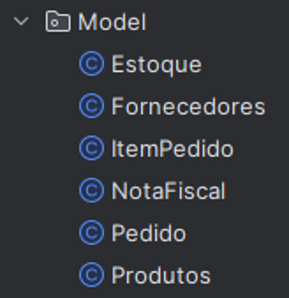 Model
Estoque
Fornecedores
ItemPedido
NotaFiscal
Pedido
Produtos